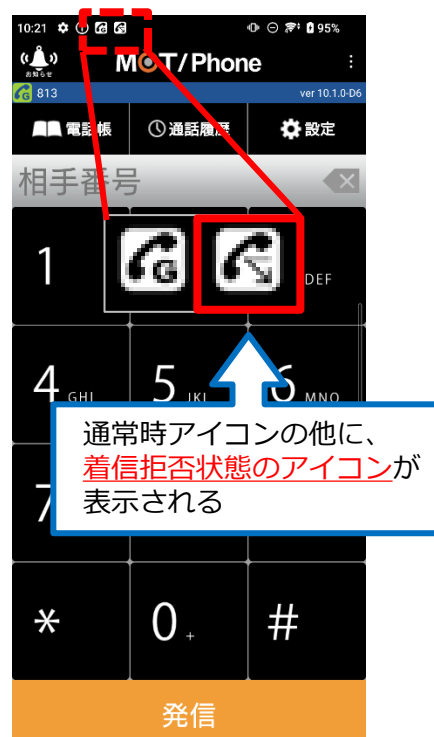 10:21 95%
お知らせ MOT/Phone
813 ver 10.1.0-D6
電話帳 通話履歴 設定
相手番号
1 G DEF
4 GHI 5 JKL 6 MNO
通常時アイコンの他に、
着信拒否状態のアイコンが
表示される
7
* 0 + #
発信